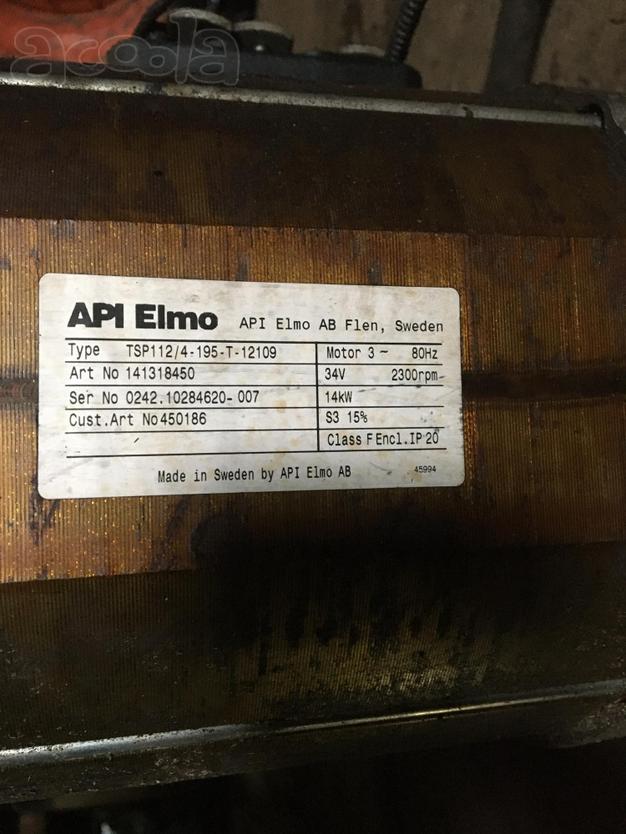 acoola
API Elmo API Elmo AB Flen, Sweden
Type TSP112/4-195-T-12109 Motor 3 ~ 80Hz
Art No 141318450 34V 2300rpm
Ser No 0242.10284620-007 14kW
Cust.Art No 450186 S3 15%
Class F Encl.IP 20
Made in Sweden by API Elmo AB 45994